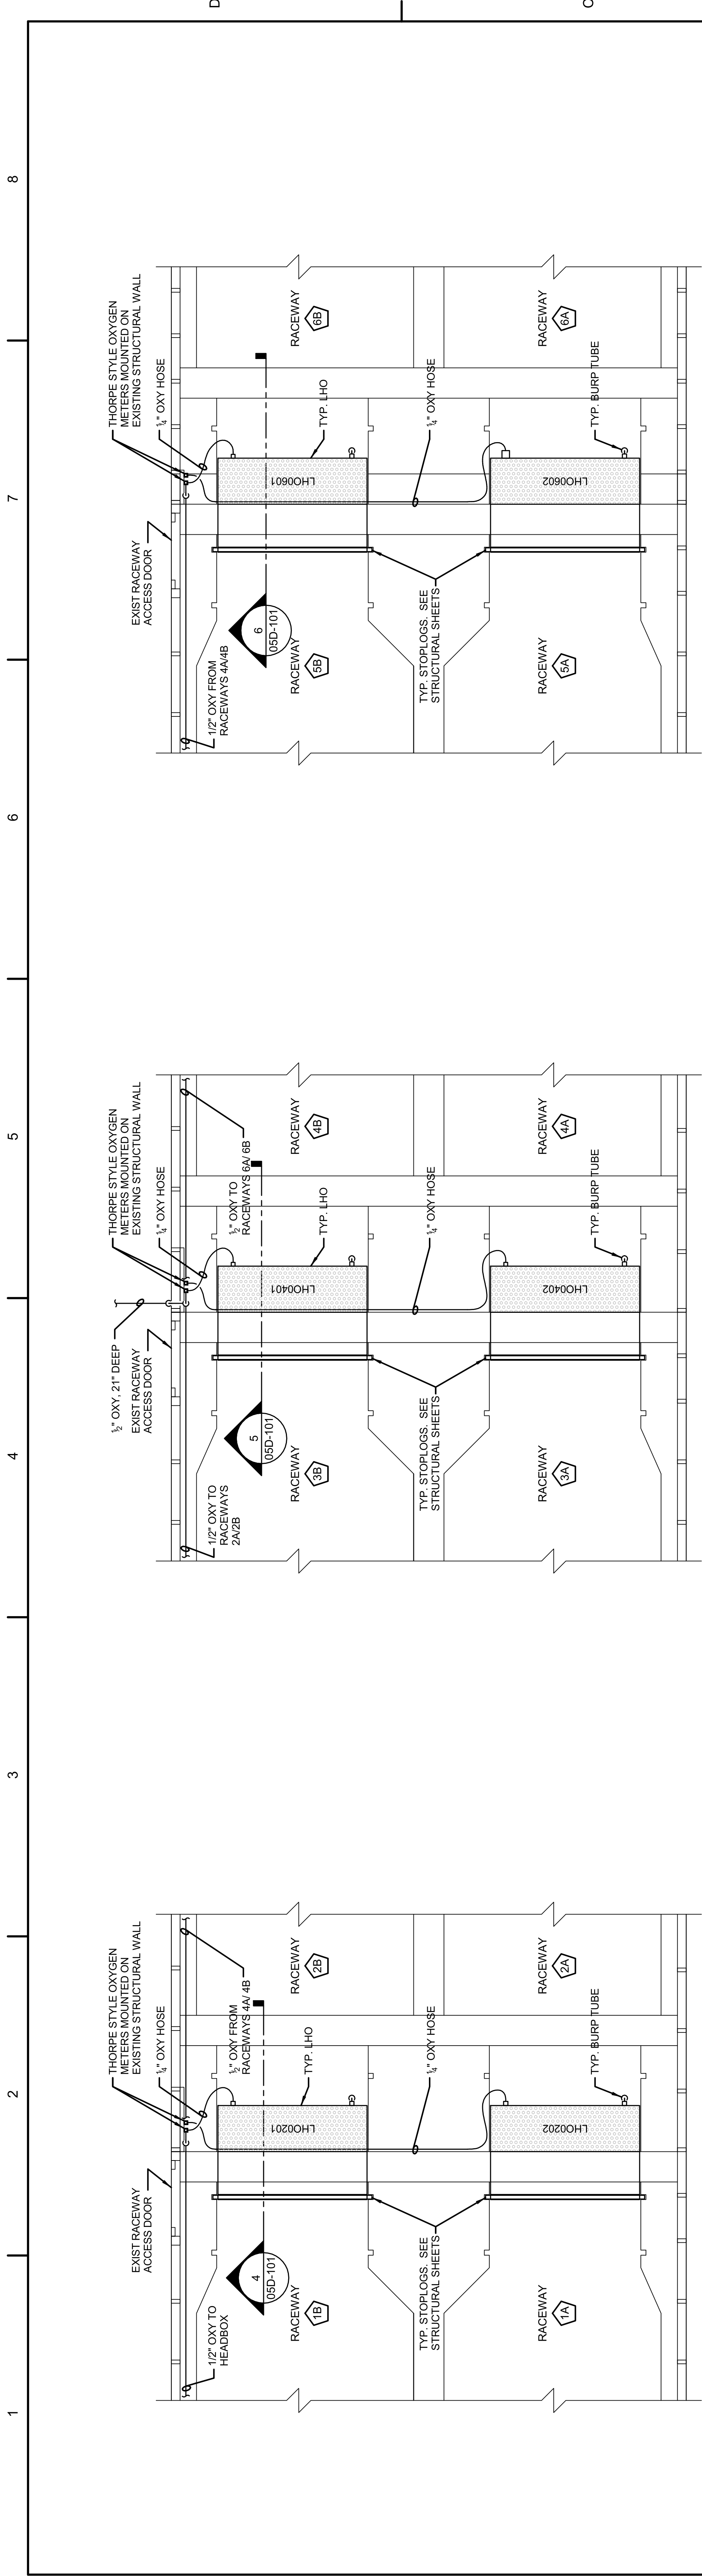 1
2
3
4
5
6
7
8
D
C
THORPE STYLE OXYGEN
METERS MOUNTED ON
EXISTING STRUCTURAL WALL
¼" OXY HOSE
EXIST RACEWAY
ACCESS DOOR
1/2" OXY TO
HEADBOX
½" OXY FROM
RACEWAYS 4A/ 4B
4
05D-101
RACEWAY
1B
RACEWAY
2B
LHO0201
TYP. LHO
TYP. STOPLOGS. SEE
STRUCTURAL SHEETS
¼" OXY HOSE
RACEWAY
1A
RACEWAY
2A
LHO0202
TYP. BURP TUBE
THORPE STYLE OXYGEN
METERS MOUNTED ON
EXISTING STRUCTURAL WALL
¼" OXY HOSE
½" OXY, 21" DEEP
EXIST RACEWAY
ACCESS DOOR
1/2" OXY TO
RACEWAYS
2A/2B
½" OXY TO
RACEWAYS 6A/ 6B
5
05D-101
RACEWAY
3B
RACEWAY
4B
LHO0401
TYP. LHO
TYP. STOPLOGS. SEE
STRUCTURAL SHEETS
¼" OXY HOSE
RACEWAY
3A
RACEWAY
4A
LHO0402
TYP. BURP TUBE
THORPE STYLE OXYGEN
METERS MOUNTED ON
EXISTING STRUCTURAL WALL
¼" OXY HOSE
EXIST RACEWAY
ACCESS DOOR
1/2" OXY FROM
RACEWAYS 4A/4B
6
05D-101
RACEWAY
5B
RACEWAY
6B
LHO0601
TYP. LHO
TYP. STOPLOGS. SEE
STRUCTURAL SHEETS
¼" OXY HOSE
RACEWAY
5A
RACEWAY
6A
LHO0602
TYP. BURP TUBE